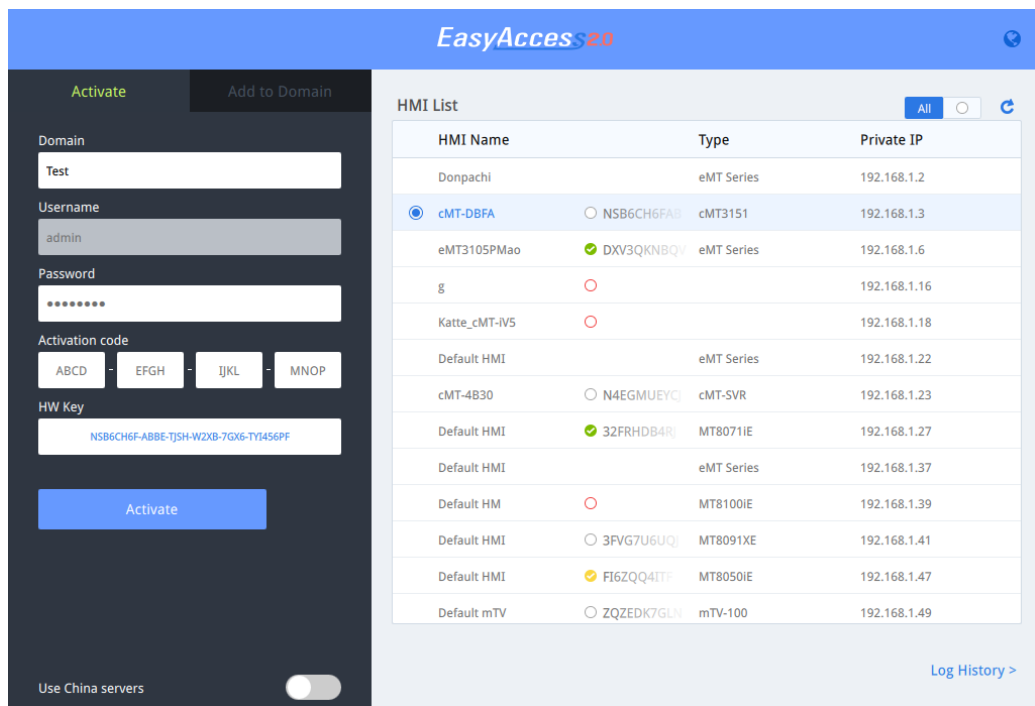 EasyAccess2.0
Activate Add to Domain
Domain
Test
Username
admin
Password
Activation code
ABCD - EFGH - IJKL - MNOP
HW Key
NSB6CH6F-ABBE-TJSH-W2XB-7GX6-TYI456PF
Activate
Use China servers
HMI List All
HMI Name Type Private IP
Donpachi eMT Series 192.168.1.2
cMT-DBFA NSB6CH6FA cMT3151 192.168.1.3
eMT3105PMao DXV3QKNBQV eMT Series 192.168.1.6
g 192.168.1.16
Katte_cMT-iV5 192.168.1.18
Default HMI eMT Series 192.168.1.22
cMT-4B30 N4EGMUEYC cMT-SVR 192.168.1.23
Default HMI 32FRHDB4R MT8071iE 192.168.1.27
Default HMI eMT Series 192.168.1.37
Default HM MT8100iE 192.168.1.39
Default HMI 3FVG7U6UQ MT8091XE 192.168.1.41
Default HMI FI6ZQQ4IT MT8050iE 192.168.1.47
Default mTV ZQZEDK7GLN mTV-100 192.168.1.49
Log History >